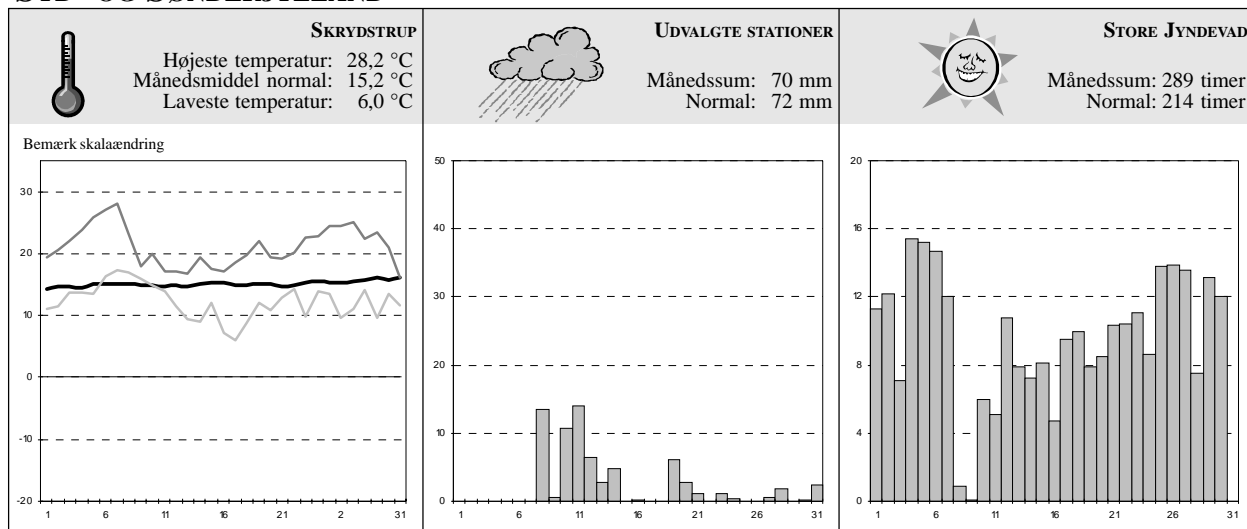 SKRYDSTRUP
Højeste temperatur: 28,2 °C
Månedsmiddel normal: 15,2 °C
Laveste temperatur: 6,0 °C
UDVALGTE STATIONER
Månedssum: 70 mm
Normal: 72 mm
STORE JYNDEVAD
Månedssum: 289 timer
Normal: 214 timer
Bemærk skalaændring
30
20
10
0
-10
-20
1 6 11 16 21 2 31
50
40
30
20
10
0
1 6 11 16 21 26 31
20
16
12
8
4
0
1 6 11 16 21 26 31